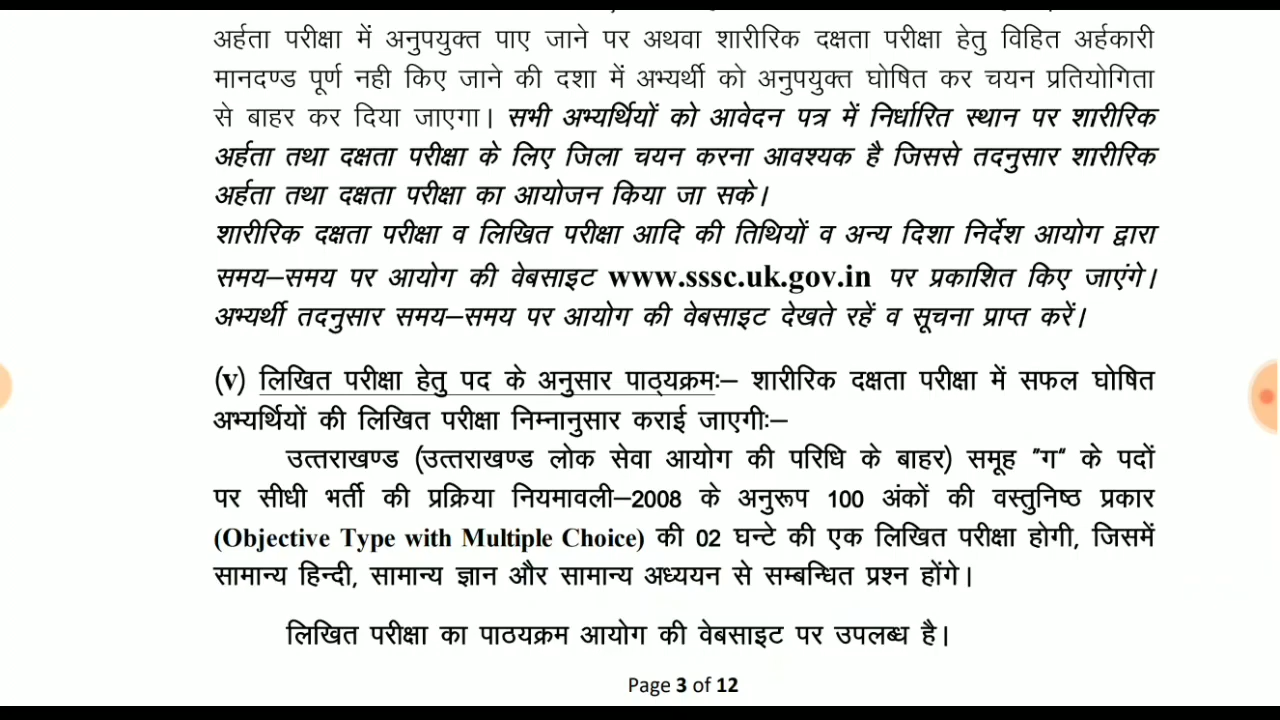 अर्हता परीक्षा में अनुपयुक्त पाए जाने पर अथवा शारीरिक दक्षता परीक्षा हेतु विहित अर्हकारी
मानदण्ड पूर्ण नही किए जाने की दशा में अभ्यर्थी को अनुपयुक्त घोषित कर चयन प्रतियोगिता
से बाहर कर दिया जाएगा। सभी अभ्यर्थियों को आवेदन पत्र में निर्धारित स्थान पर शारीरिक
अर्हता तथा दक्षता परीक्षा के लिए जिला चयन करना आवश्यक है जिससे तदनुसार शारीरिक
अर्हता तथा दक्षता परीक्षा का आयोजन किया जा सके।
शारीरिक दक्षता परीक्षा व लिखित परीक्षा आदि की तिथियों व अन्य दिशा निर्देश आयोग द्वारा
समय–समय पर आयोग की वेबसाइट www.sssc.uk.gov.in पर प्रकाशित किए जाएंगे।
अभ्यर्थी तदनुसार समय–समय पर आयोग की वेबसाइट देखते रहें व सूचना प्राप्त करें।
(v) लिखित परीक्षा हेतु पद के अनुसार पाठ्यक्रमः– शारीरिक दक्षता परीक्षा में सफल घोषित
अभ्यर्थियों की लिखित परीक्षा निम्नानुसार कराई जाएगीः–
उत्तराखण्ड (उत्तराखण्ड लोक सेवा आयोग की परिधि के बाहर) समूह "ग" के पदों
पर सीधी भर्ती की प्रक्रिया नियमावली–2008 के अनुरूप 100 अंकों की वस्तुनिष्ठ प्रकार
(Objective Type with Multiple Choice) की 02 घन्टे की एक लिखित परीक्षा होगी, जिसमें
सामान्य हिन्दी, सामान्य ज्ञान और सामान्य अध्ययन से सम्बन्धित प्रश्न होंगे।
लिखित परीक्षा का पाठयक्रम आयोग की वेबसाइट पर उपलब्ध है।
Page 3 of 12